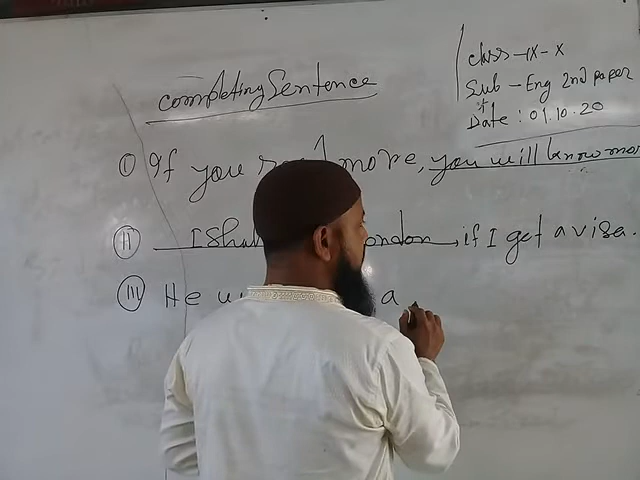 Completing Sentence
Class - IX - X
Sub - Eng 2nd paper
Date : 01.10.20
(I) If you more, you will know
(II) I , if I get a visa.
(III) He a